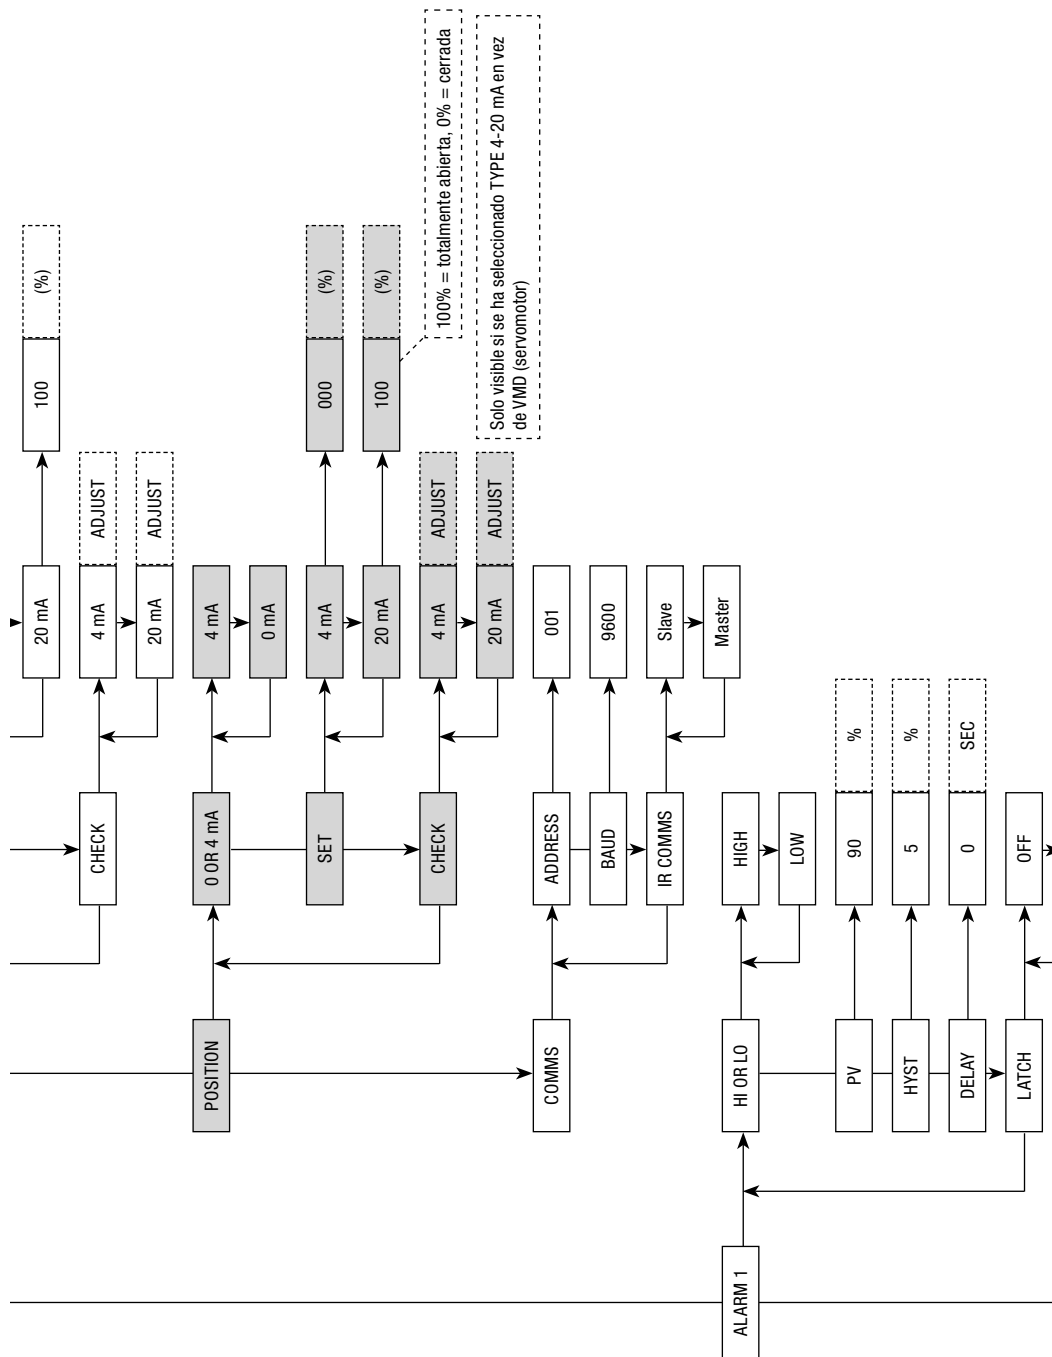 20 mA
100
(%)
CHECK
4 mA
ADJUST
20 mA
ADJUST
POSITION
0 OR 4 mA
4 mA
0 mA
SET
4 mA
000
(%)
20 mA
100
(%)
100% = totalmente abierta, 0% = cerrada
CHECK
4 mA
ADJUST
20 mA
ADJUST
Solo visible si se ha seleccionado TYPE 4-20 mA en vez
de VMD (servomotor)
COMMS
ADDRESS
001
BAUD
9600
IR COMMS
Slave
Master
ALARM 1
HI OR LO
HIGH
LOW
PV
90
%
HYST
5
%
DELAY
0
SEC
LATCH
OFF